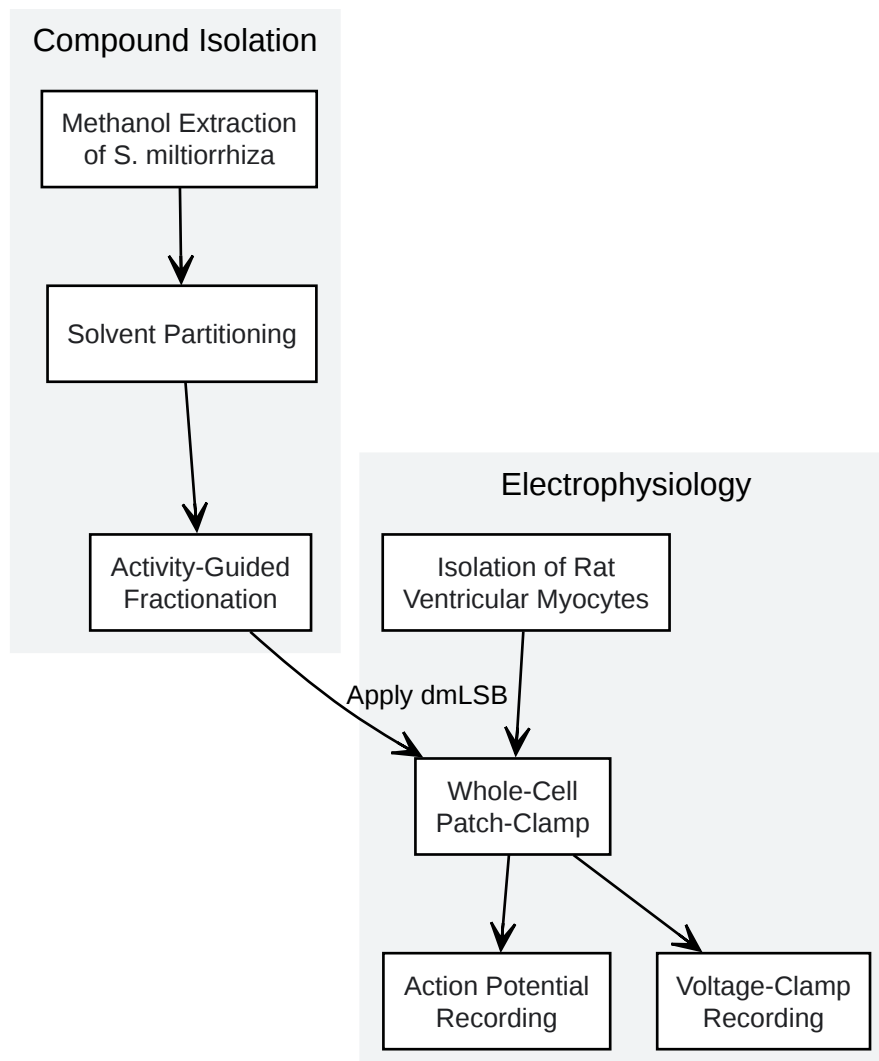 Compound Isolation
Methanol Extraction
of S. miltiorrhiza
Solvent Partitioning
Activity-Guided
Fractionation
Electrophysiology
Isolation of Rat
Ventricular Myocytes
Apply dmLSB
Whole-Cell
Patch-Clamp
Action Potential
Recording
Voltage-Clamp
Recording